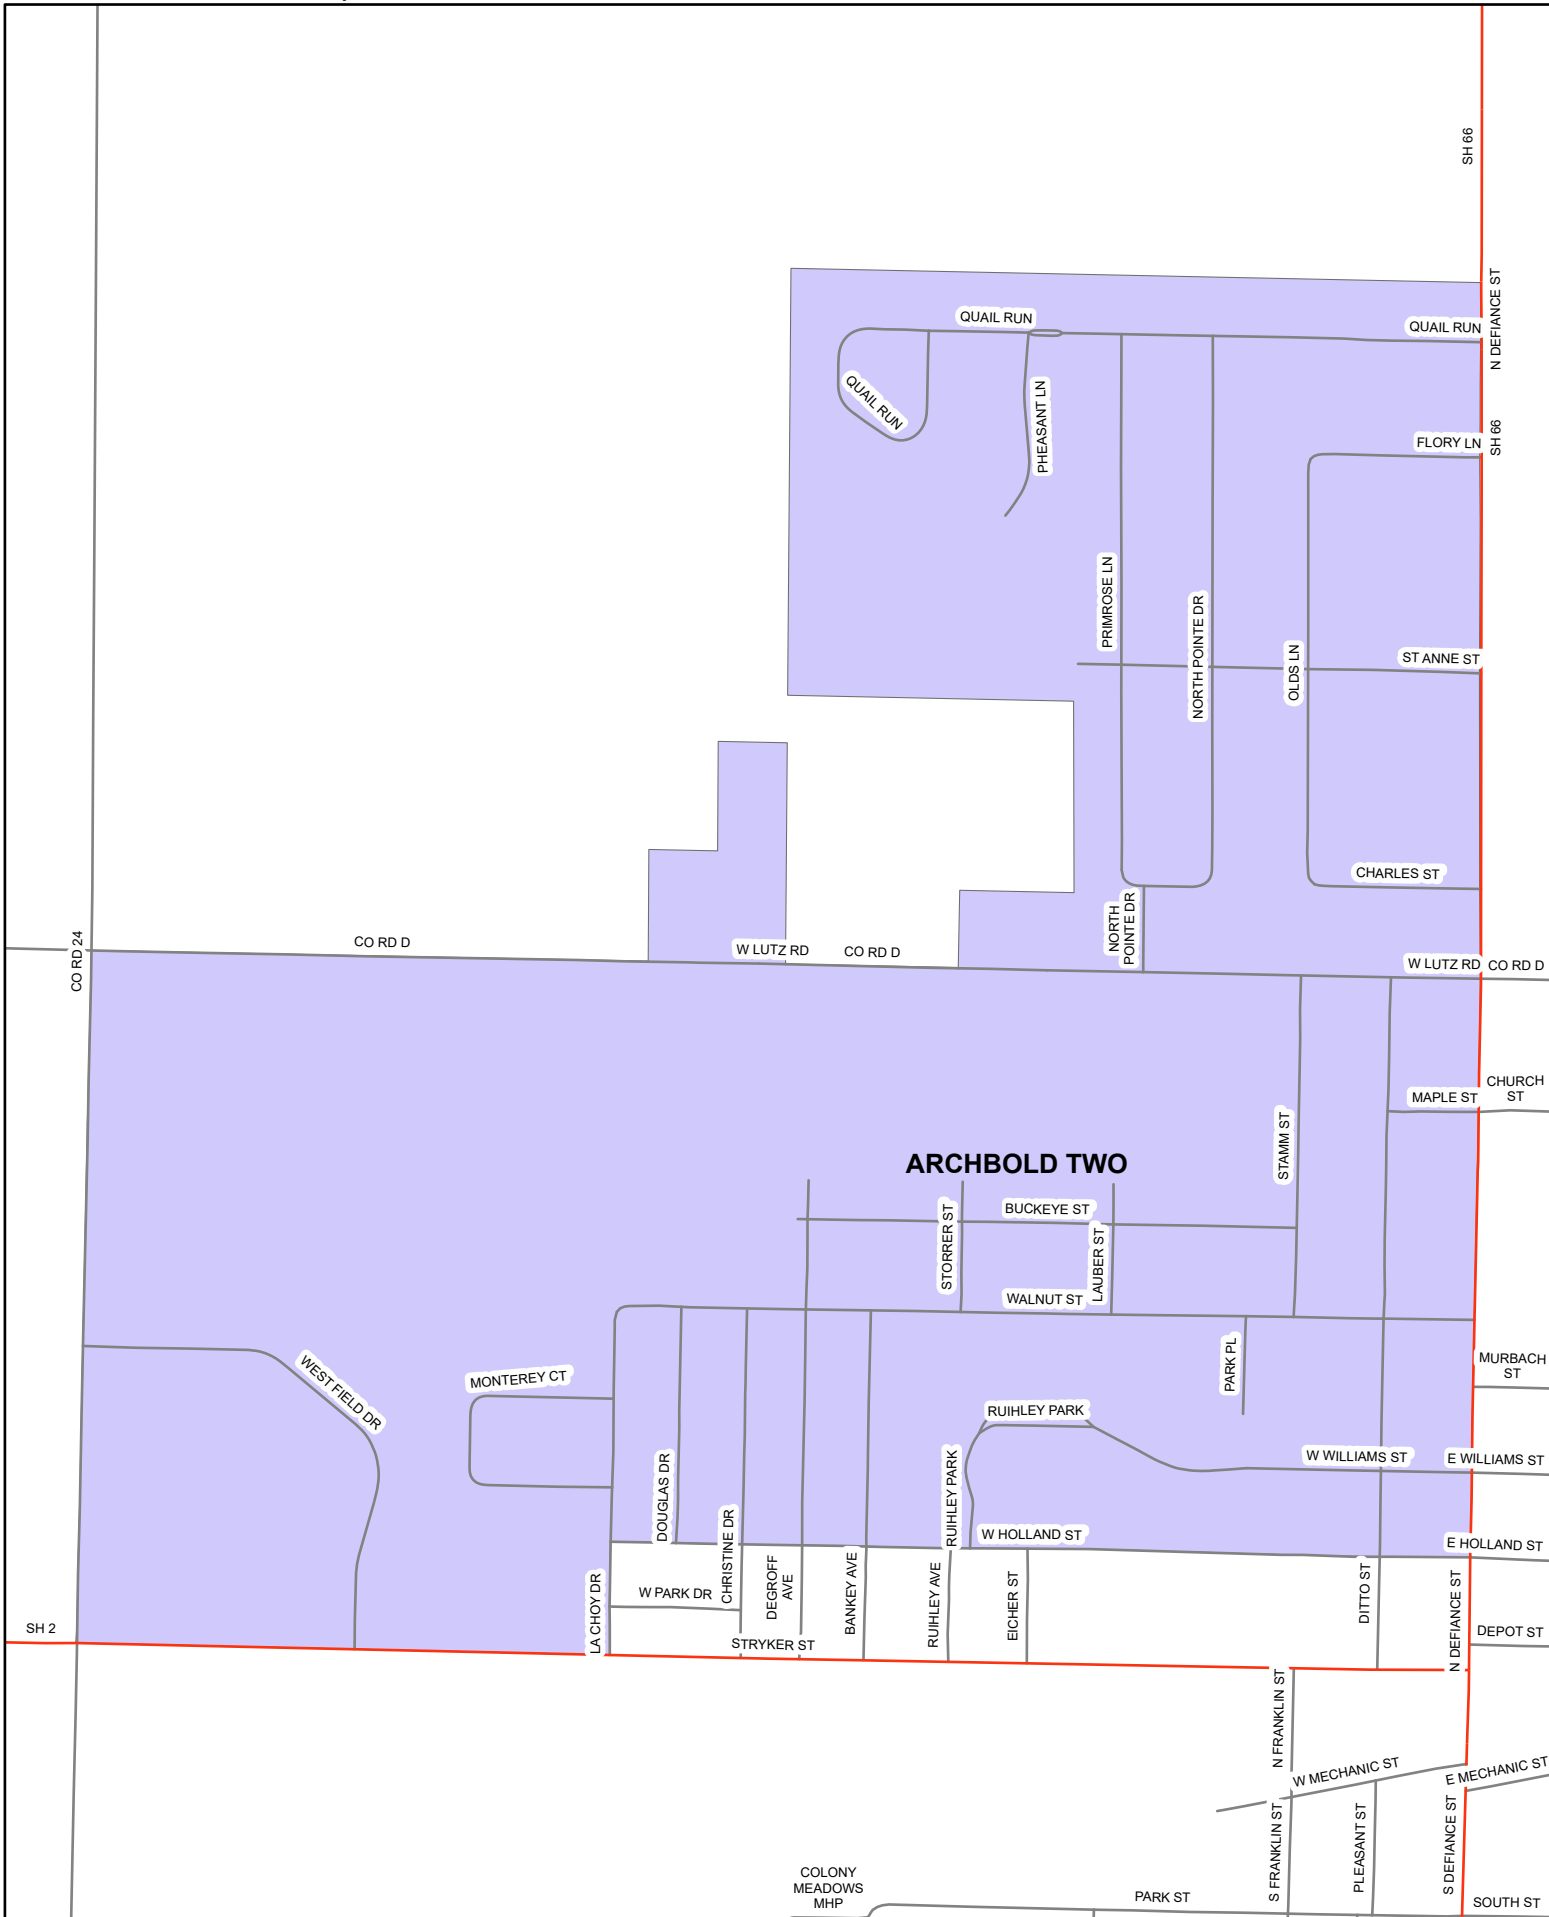 SH 66
N DEFIANCE ST
QUAIL RUN
QUAIL RUN
QUAIL RUN
PHEASANT LN
FLORY LN
SH 66
PRIMROSE LN
NORTH POINTE DR
OLDS LN
ST ANNE ST
CHARLES ST
NORTH
POINTE DR
CO RD 24
CO RD D
W LUTZ RD
CO RD D
W LUTZ RD
CO RD D
CHURCH
ST
MAPLE ST
STAMM ST
ARCHBOLD TWO
STORRER ST
BUCKEYE ST
LAUBER ST
WALNUT ST
WEST FIELD DR
MONTEREY CT
PARK PL
MURBACH
ST
RUIHLEY PARK
RUIHLEY PARK
W WILLIAMS ST
E WILLIAMS ST
DOUGLAS DR
CHRISTINE DR
W HOLLAND ST
E HOLLAND ST
LA CHOY DR
W PARK DR
DEGROFF
AVE
BANKEY AVE
RUIHLEY AVE
EICHER ST
DITTO ST
N DEFIANCE ST
SH 2
STRYKER ST
DEPOT ST
N FRANKLIN ST
W MECHANIC ST
E MECHANIC ST
S FRANKLIN ST
PLEASANT ST
S DEFIANCE ST
COLONY
MEADOWS
MHP
PARK ST
SOUTH ST